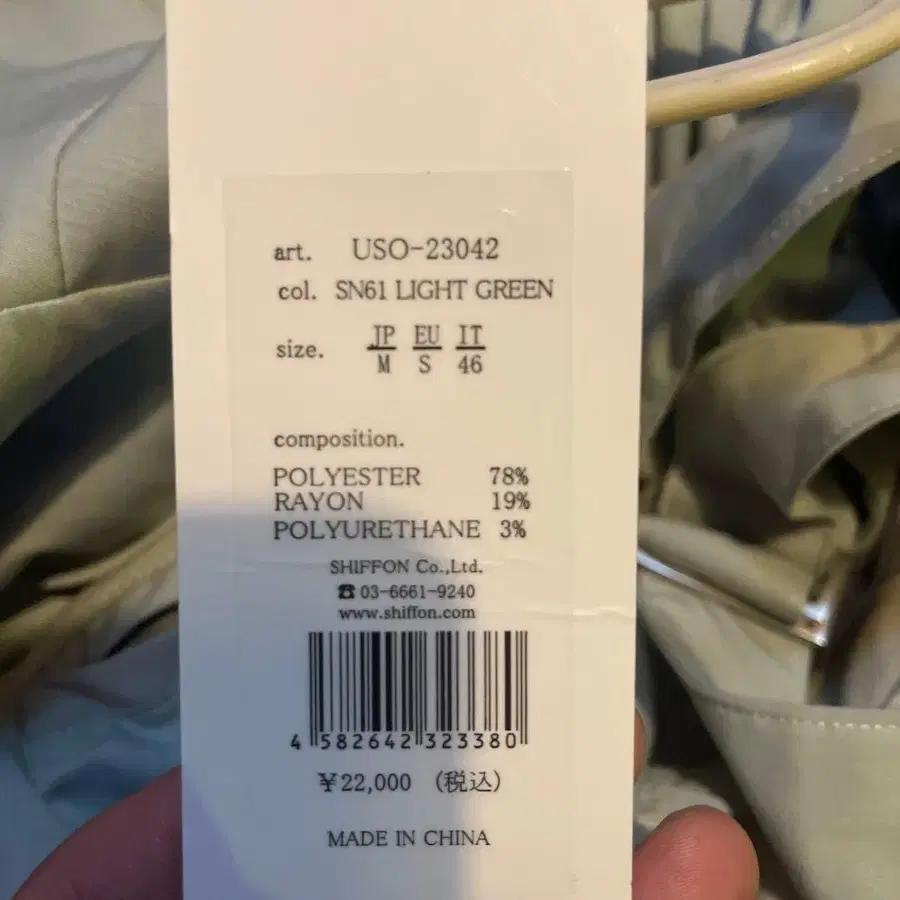 art. USO-23042
col. SN61 LIGHT GREEN
size. JP EU IT
M S 46
composition.
POLYESTER 78%
RAYON 19%
POLYURETHANE 3%
SHIFFON Co.,Ltd.
☎03-6661-9240
www.shiffon.com
4 582642 323380
¥22,000 (税込)
MADE IN CHINA